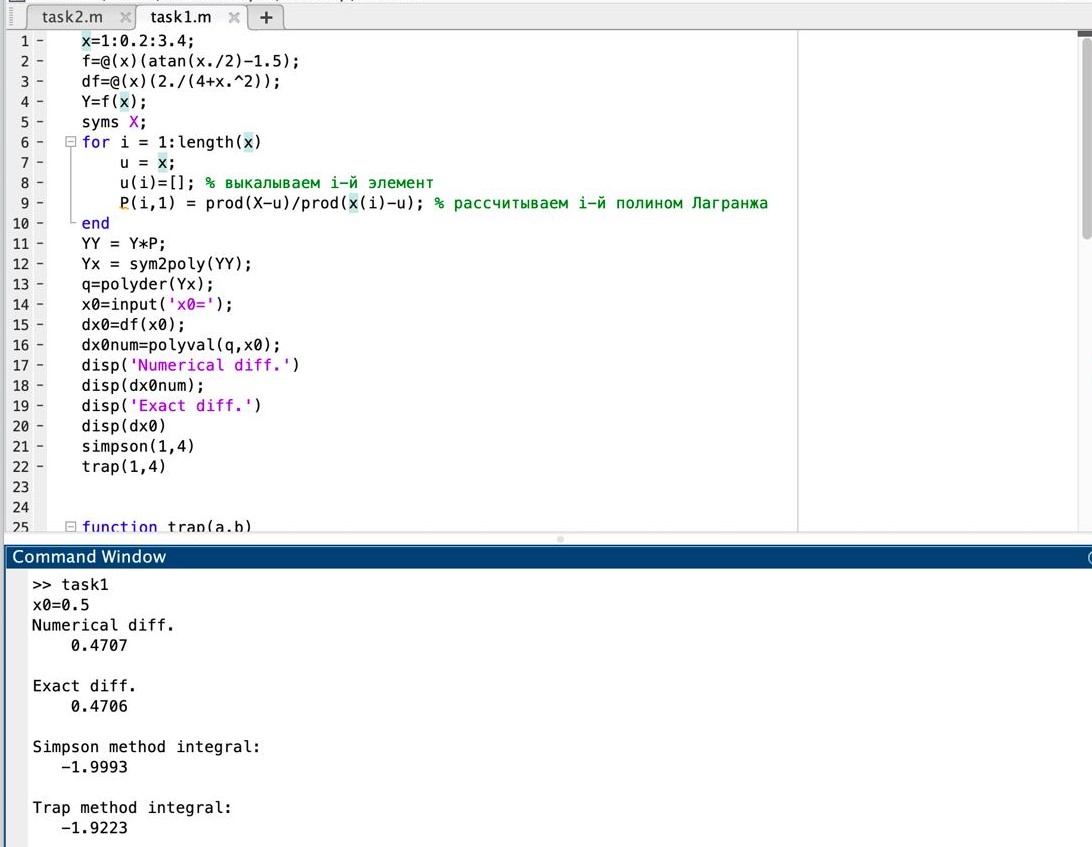 task2.m × task1.m × +
1 - x=1:0.2:3.4;
2 - f=@(x)(atan(x./2)-1.5);
3 - df=@(x)(2./(4+x.^2));
4 - Y=f(x);
5 - syms X;
6 - for i = 1:length(x)
7 - u = x;
8 - u(i)=[]; % выкалываем i-й элемент
9 - P(i,1) = prod(X-u)/prod(x(i)-u); % рассчитываем i-й полином Лагранжа
10 - end
11 - YY = Y*P;
12 - Yx = sym2poly(YY);
13 - q=polyder(Yx);
14 - x0=input('x0=');
15 - dx0=df(x0);
16 - dx0num=polyval(q,x0);
17 - disp('Numerical diff.')
18 - disp(dx0num);
19 - disp('Exact diff.')
20 - disp(dx0)
21 - simpson(1,4)
22 - trap(1,4)
23
24
25 function trap(a,b)
Command Window
>> task1
x0=0.5
Numerical diff.
0.4707
Exact diff.
0.4706
Simpson method integral:
-1.9993
Trap method integral:
-1.9223